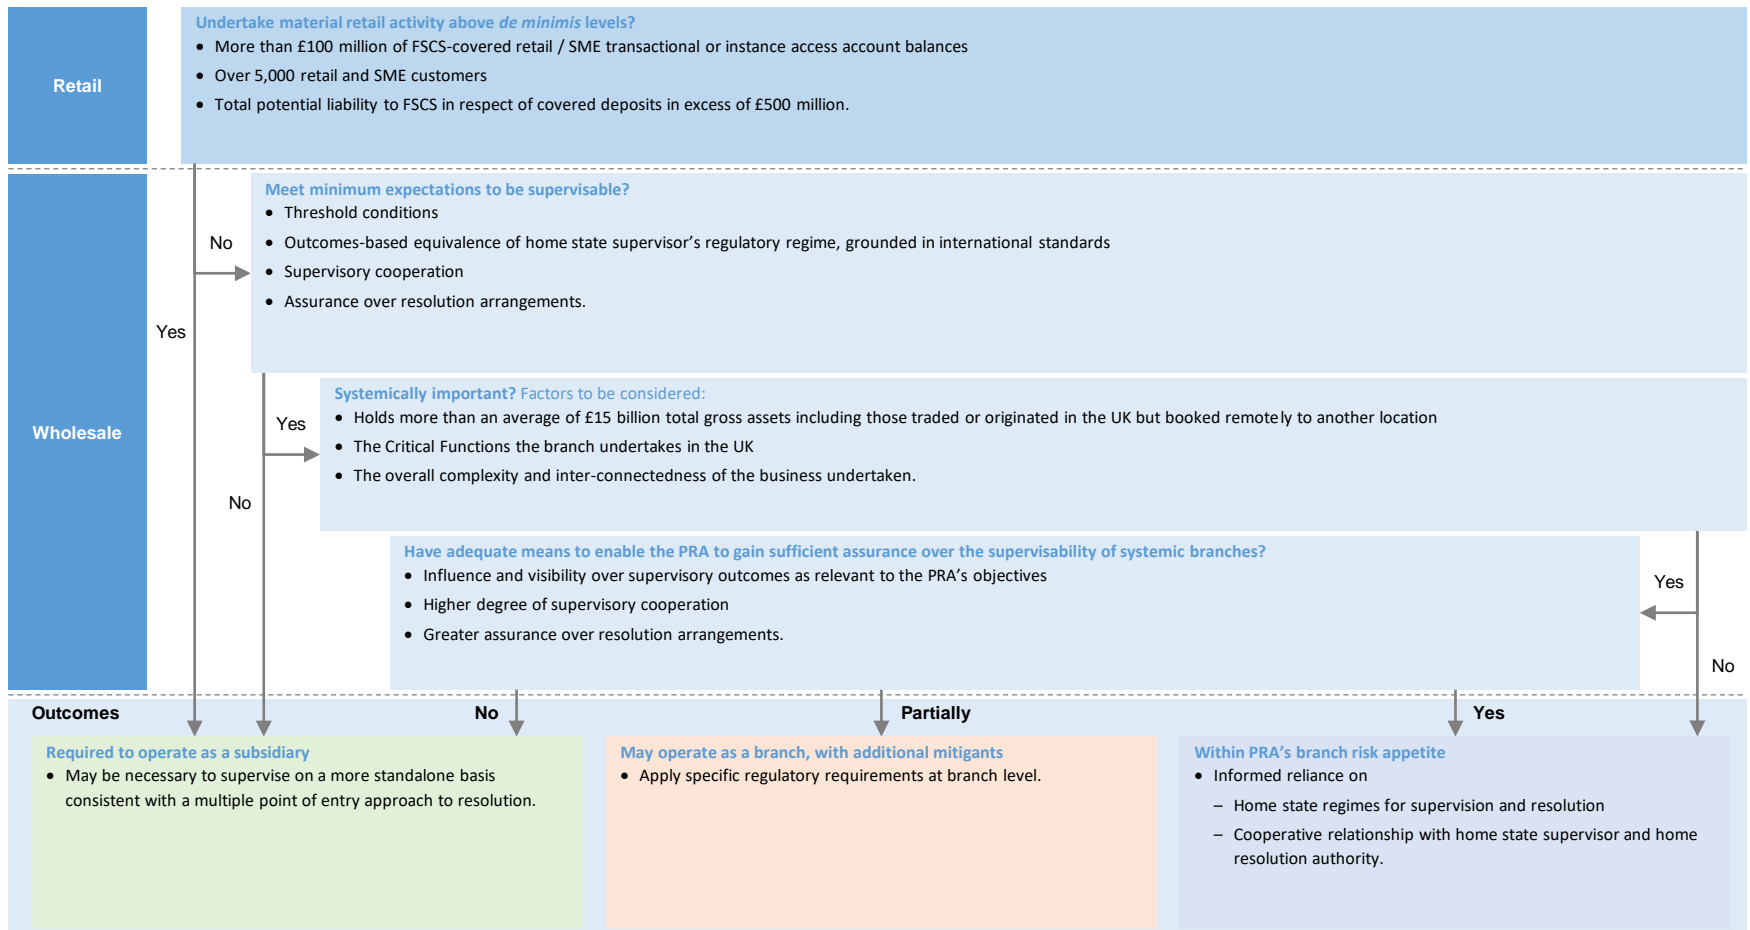 Retail
Undertake material retail activity above de minimis levels?
• More than £100 million of FSCS-covered retail / SME transactional or instance access account balances
• Over 5,000 retail and SME customers
• Total potential liability to FSCS in respect of covered deposits in excess of £500 million.
Wholesale
Yes
No
Meet minimum expectations to be supervisable?
• Threshold conditions
• Outcomes-based equivalence of home state supervisor's regulatory regime, grounded in international standards
• Supervisory cooperation
• Assurance over resolution arrangements.
Yes
No
Systemically important? Factors to be considered:
• Holds more than an average of £15 billion total gross assets including those traded or originated in the UK but booked remotely to another location
• The Critical Functions the branch undertakes in the UK
• The overall complexity and inter-connectedness of the business undertaken.
Have adequate means to enable the PRA to gain sufficient assurance over the supervisability of systemic branches?
• Influence and visibility over supervisory outcomes as relevant to the PRA's objectives
• Higher degree of supervisory cooperation
• Greater assurance over resolution arrangements.
Yes
No
Outcomes
No
Partially
Yes
Required to operate as a subsidiary
• May be necessary to supervise on a more standalone basis
consistent with a multiple point of entry approach to resolution.
May operate as a branch, with additional mitigants
• Apply specific regulatory requirements at branch level.
Within PRA's branch risk appetite
• Informed reliance on
– Home state regimes for supervision and resolution
– Cooperative relationship with home state supervisor and home
resolution authority.